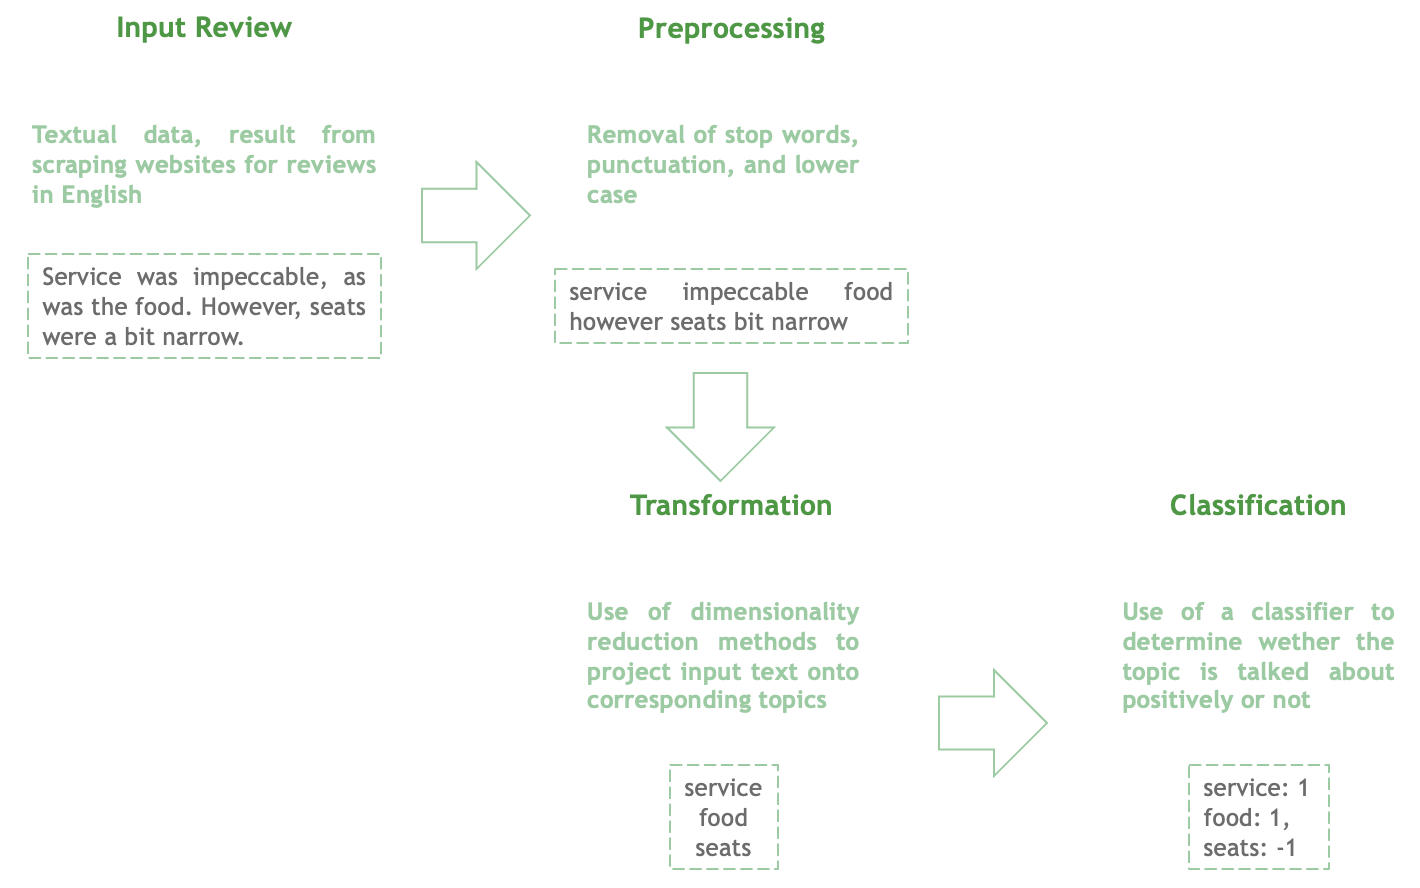 Input Review
Textual data, result from
scraping websites for reviews
in English
Service was impeccable, as
was the food. However, seats
were a bit narrow.
Preprocessing
Removal of stop words,
punctuation, and lower
case
service impeccable food
however seats bit narrow
Transformation
Use of dimensionality
reduction methods to
project input text onto
corresponding topics
service
food
seats
Classification
Use of a classifier to
determine wether the
topic is talked about
positively or not
service: 1
food: 1,
seats: -1